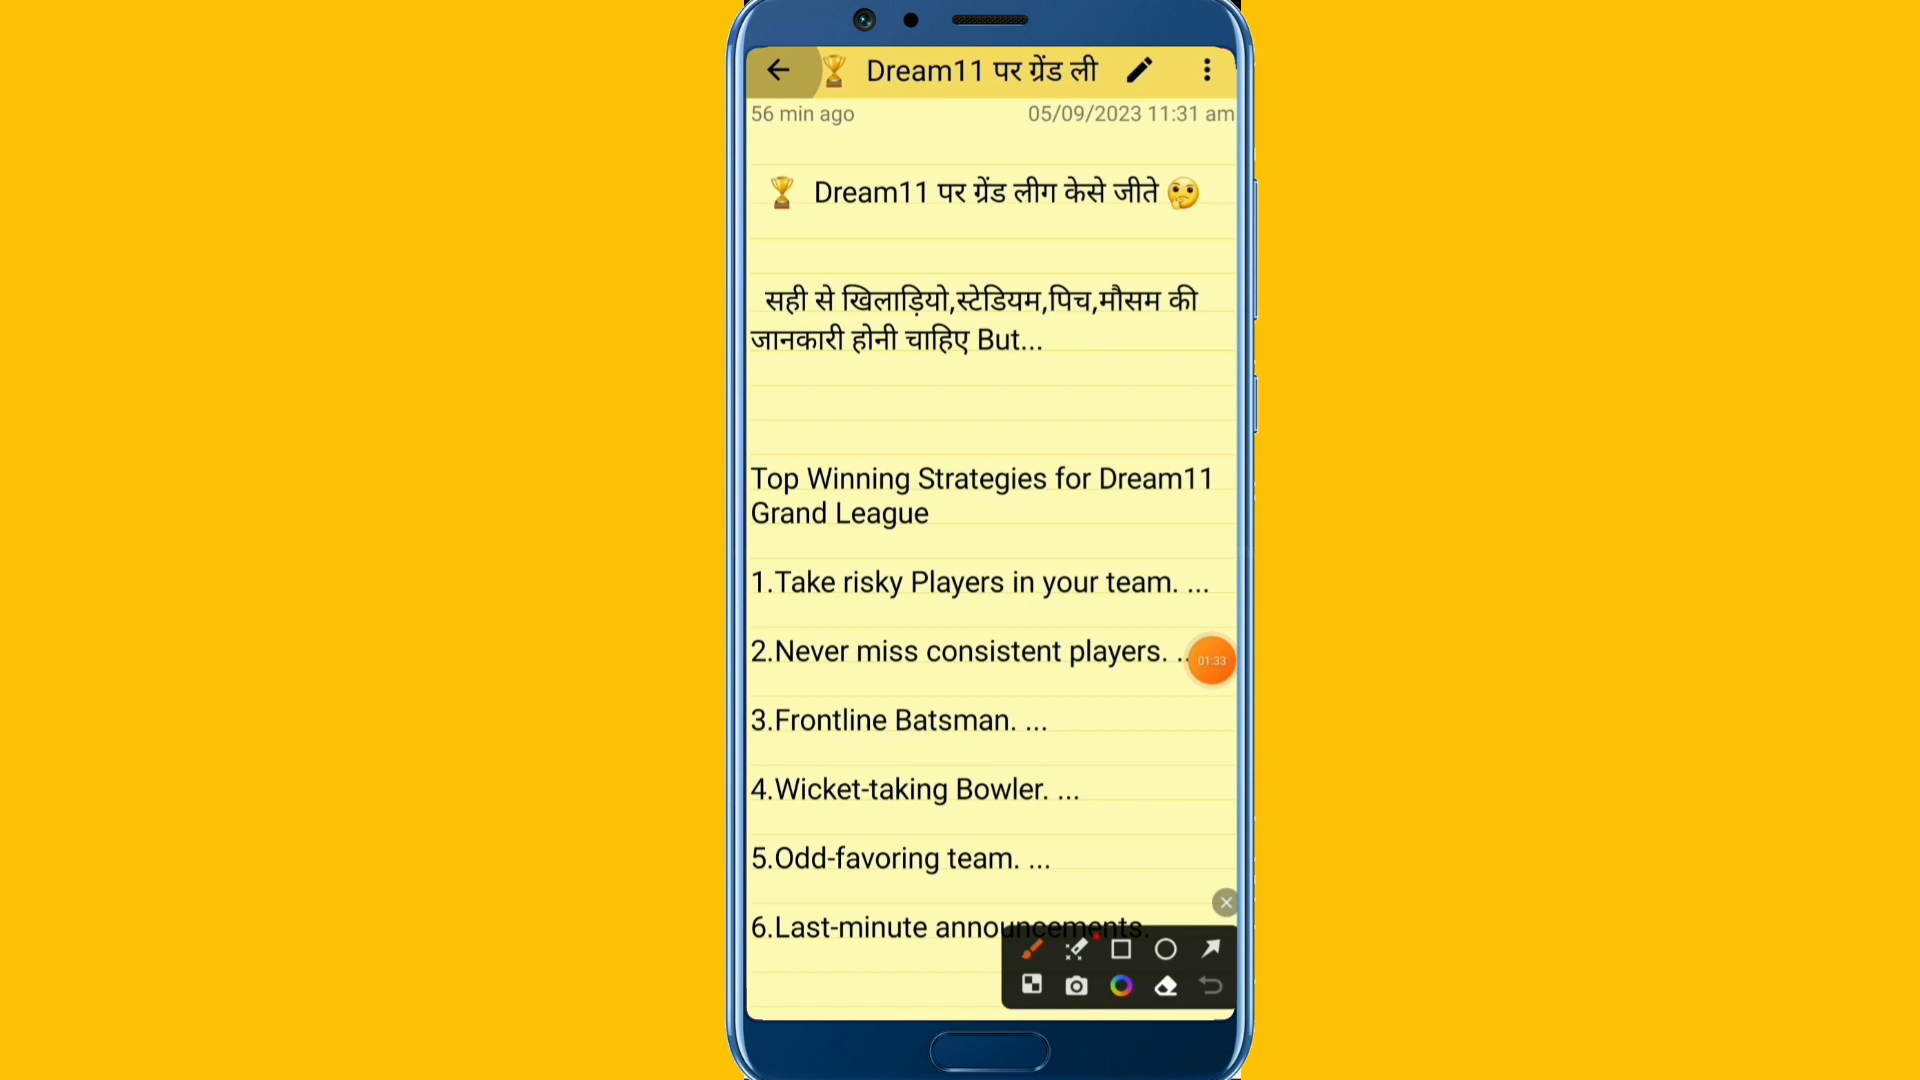 🏆 Dream11 पर ग्रेंड ली
56 min ago 05/09/2023 11:31 am
🏆 Dream11 पर ग्रेंड लीग केसे जीते 🤔
सही से खिलाड़ियो,स्टेडियम,पिच,मौसम की
जानकारी होनी चाहिए But...
Top Winning Strategies for Dream11
Grand League
1.Take risky Players in your team. ...
2.Never miss consistent players. ..
01:33
3.Frontline Batsman. ...
4.Wicket-taking Bowler. ...
5.Odd-favoring team. ...
6.Last-minute announcements.